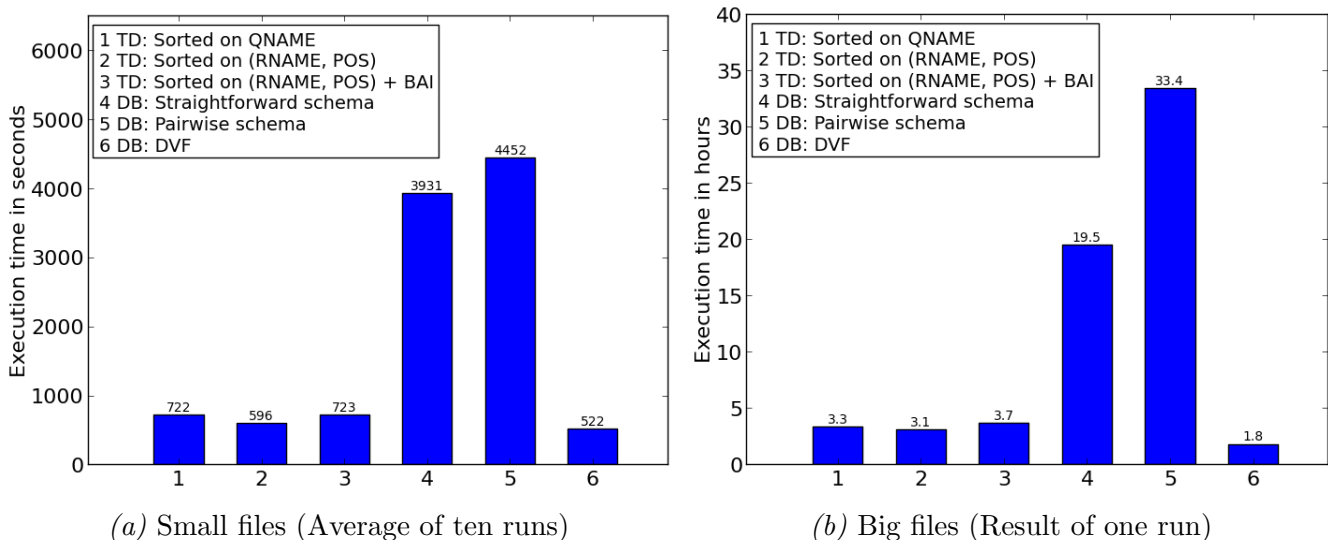 Execution time in seconds
6000
5000
4000
3000
2000
1000
0
1 TD: Sorted on QNAME
2 TD: Sorted on (RNAME, POS)
3 TD: Sorted on (RNAME, POS) + BAI
4 DB: Straightforward schema
5 DB: Pairwise schema
6 DB: DVF
722
596
723
3931
4452
522
1 2 3 4 5 6
(a) Small files (Average of ten runs)
Execution time in hours
40
35
30
25
20
15
10
5
0
1 TD: Sorted on QNAME
2 TD: Sorted on (RNAME, POS)
3 TD: Sorted on (RNAME, POS) + BAI
4 DB: Straightforward schema
5 DB: Pairwise schema
6 DB: DVF
3.3
3.1
3.7
19.5
33.4
1.8
1 2 3 4 5 6
(b) Big files (Result of one run)